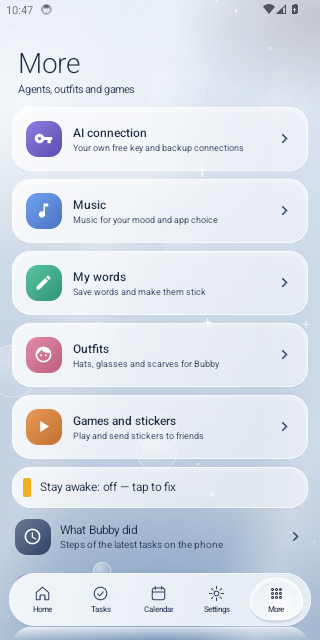 10:47
More
Agents, outfits and games
AI connection
Your own free key and backup connections
Music
Music for your mood and app choice
My words
Save words and make them stick
Outfits
Hats, glasses and scarves for Bubby
Games and stickers
Play and send stickers to friends
Stay awake: off — tap to fix
What Bubby did
Steps of the latest tasks on the phone
Home
Tasks
Calendar
Settings
More